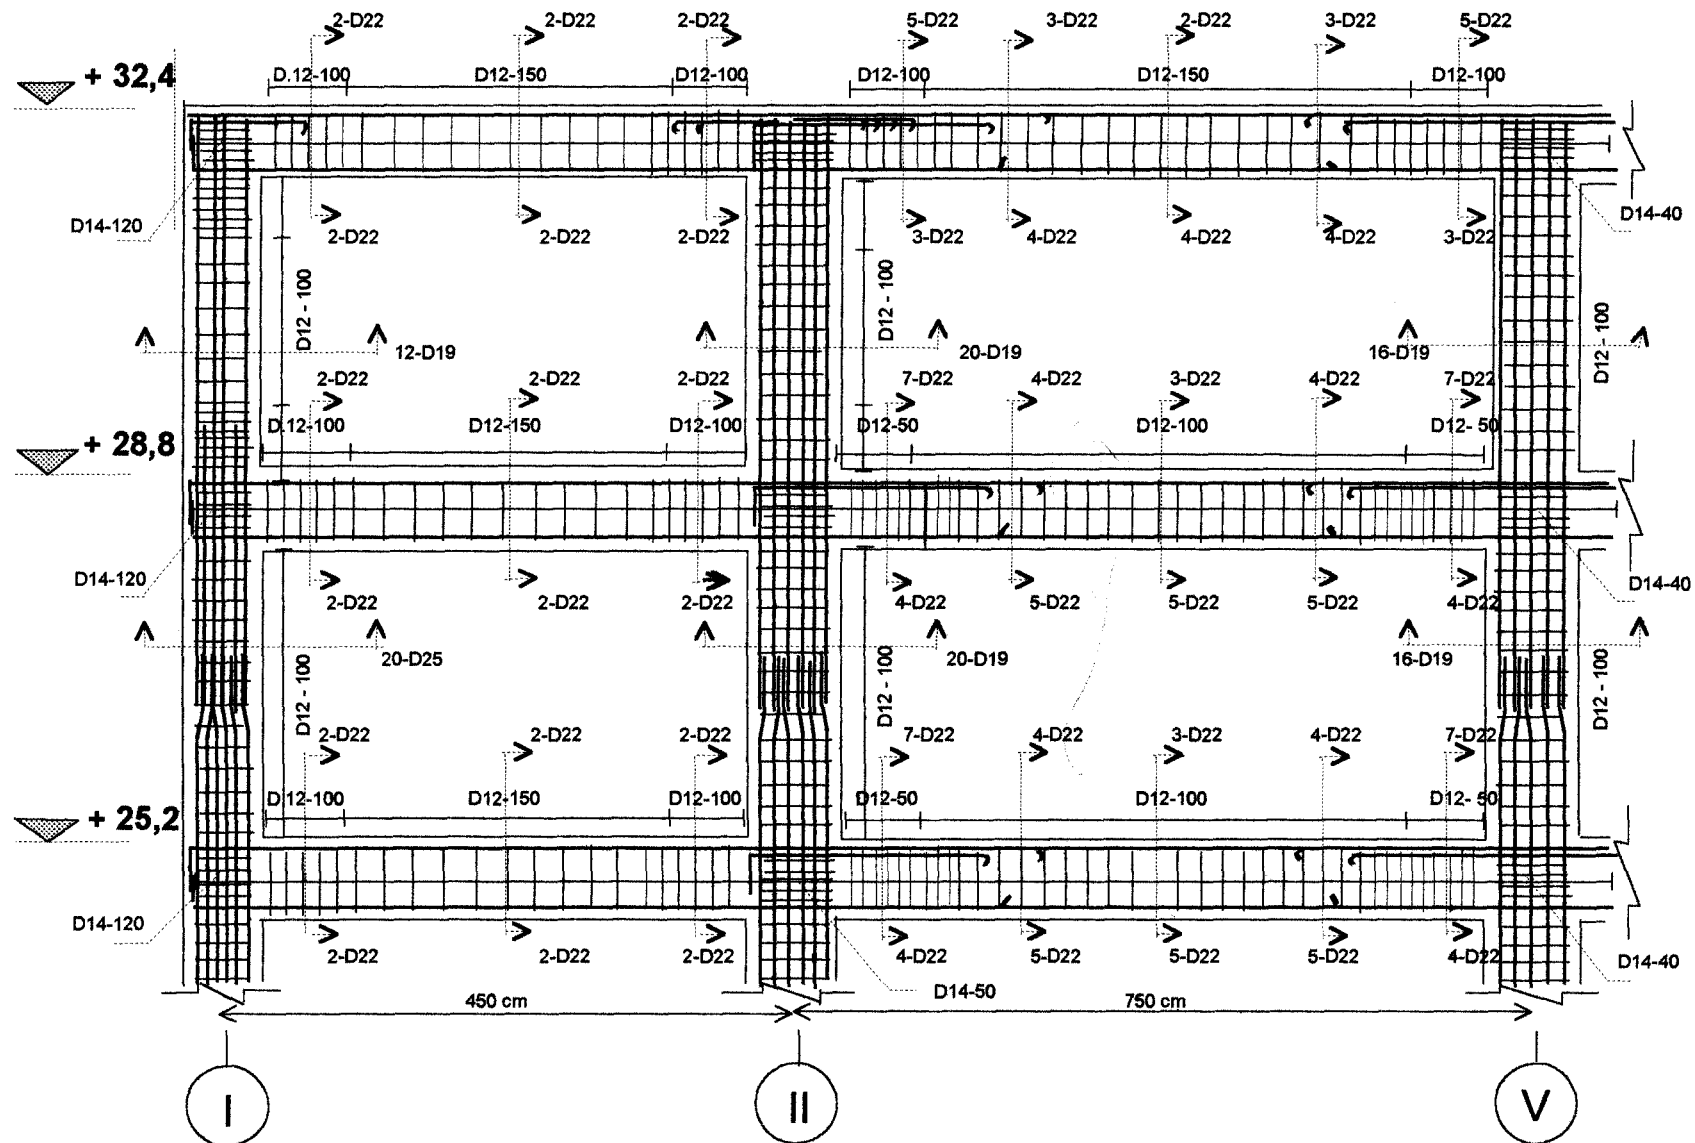 2-D22 2-D22 2-D22 5-D22 3-D22 2-D22 3-D22 5-D22
+ 32,4 D.12-100 D12-150 D12-100 D12-100 D12-150 D12-100
D14-120 2-D22 2-D22 2-D22 3-D22 4-D22 4-D22 4-D22 3-D22 D14-40
D12 - 100 D12 - 100 D12 - 100
12-D19 20-D19 16-D19
2-D22 2-D22 2-D22 7-D22 4-D22 3-D22 4-D22 7-D22
+ 28,8 D.12-100 D12-150 D12-100 D12-50 D12-100 D12- 50
D14-120 2-D22 2-D22 2-D22 4-D22 5-D22 5-D22 5-D22 4-D22 D14-40
20-D25 20-D19 16-D19
D12 - 100 D12 - 100 D12 - 100
2-D22 2-D22 2-D22 7-D22 4-D22 3-D22 4-D22 7-D22
+ 25,2 D.12-100 D12-150 D12-100 D12-50 D12-100 D12- 50
D14-120 2-D22 2-D22 2-D22 4-D22 5-D22 5-D22 5-D22 4-D22 D14-40
D14-50
450 cm 750 cm
I II V